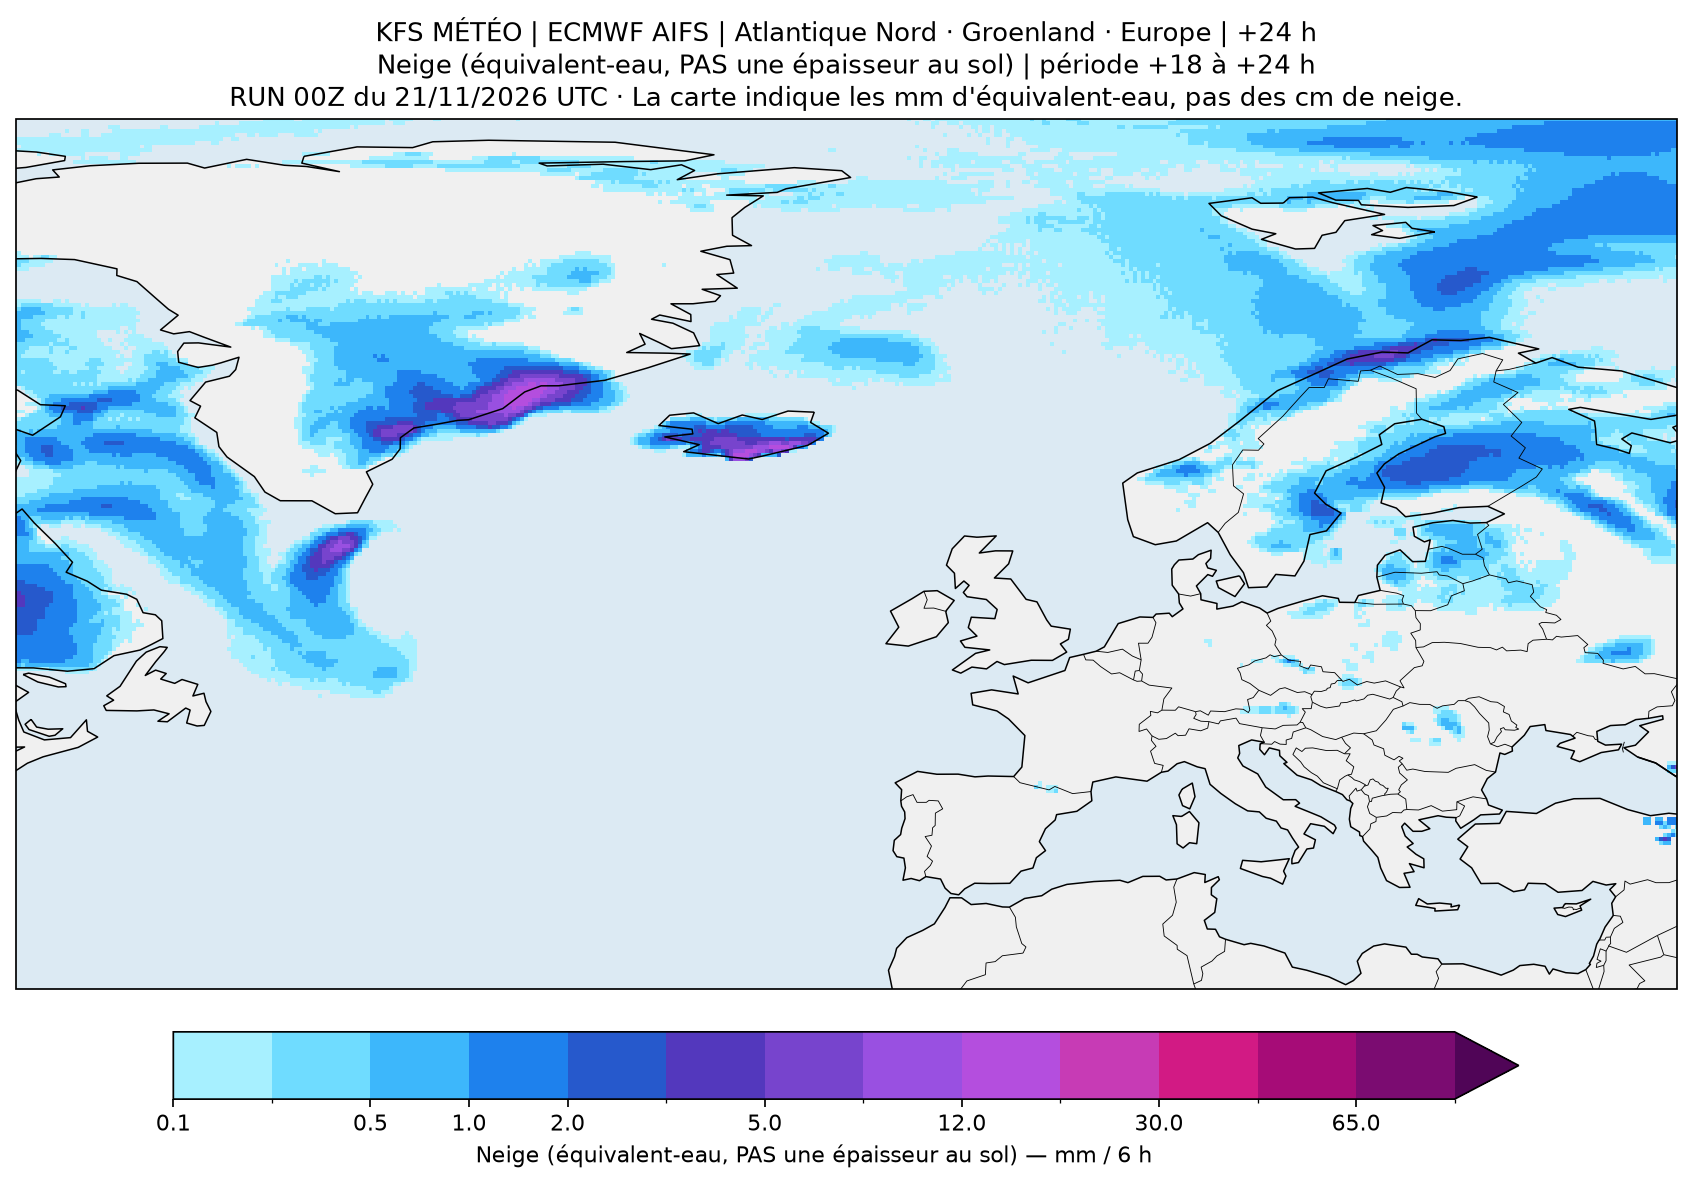 KFS MÉTÉO | ECMWF AIFS | Atlantique Nord · Groenland · Europe | +24 h
Neige (équivalent-eau, PAS une épaisseur au sol) | période +18 à +24 h
RUN 00Z du 21/11/2026 UTC · La carte indique les mm d'équivalent-eau, pas des cm de neige.
0.1 0.5 1.0 2.0 5.0 12.0 30.0 65.0
Neige (équivalent-eau, PAS une épaisseur au sol) — mm / 6 h